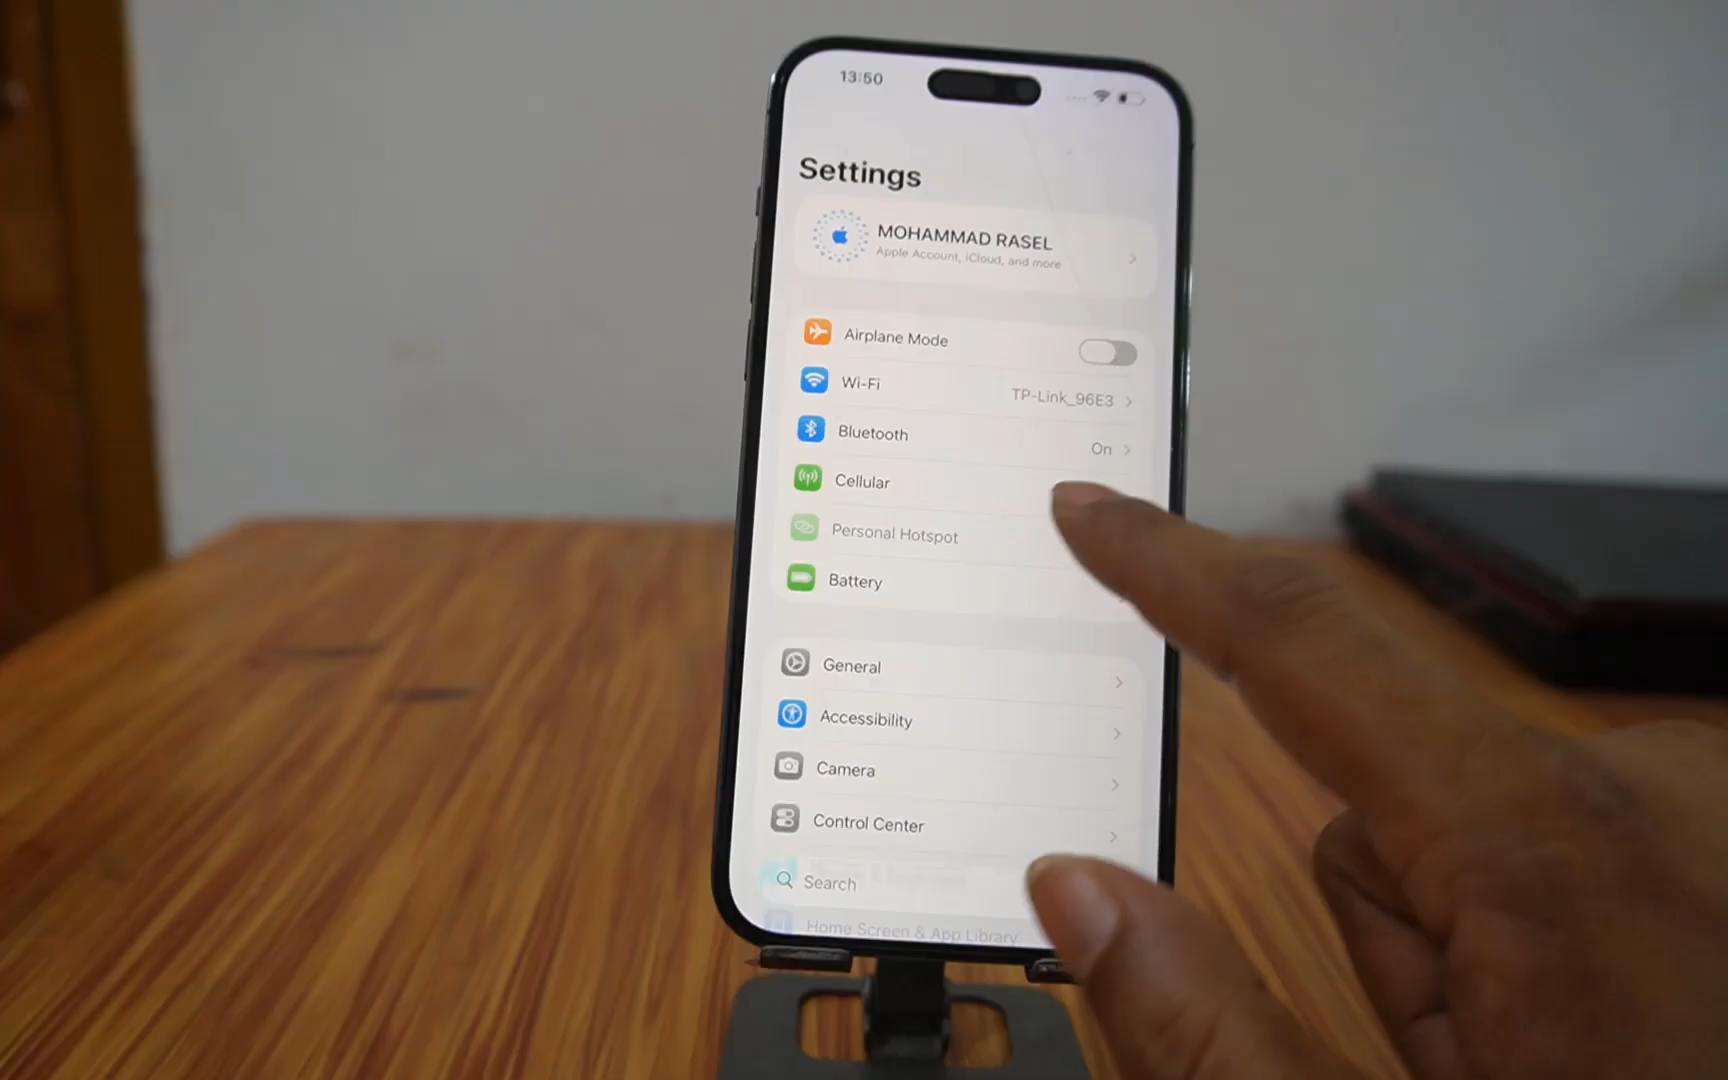 13:50
Settings
MOHAMMAD RASEL
Apple Account, iCloud, and more
Airplane Mode
Wi-Fi TP-Link_96E3
Bluetooth On
Cellular
Personal Hotspot
Battery
General
Accessibility
Camera
Control Center
Search
Home Screen & App Library